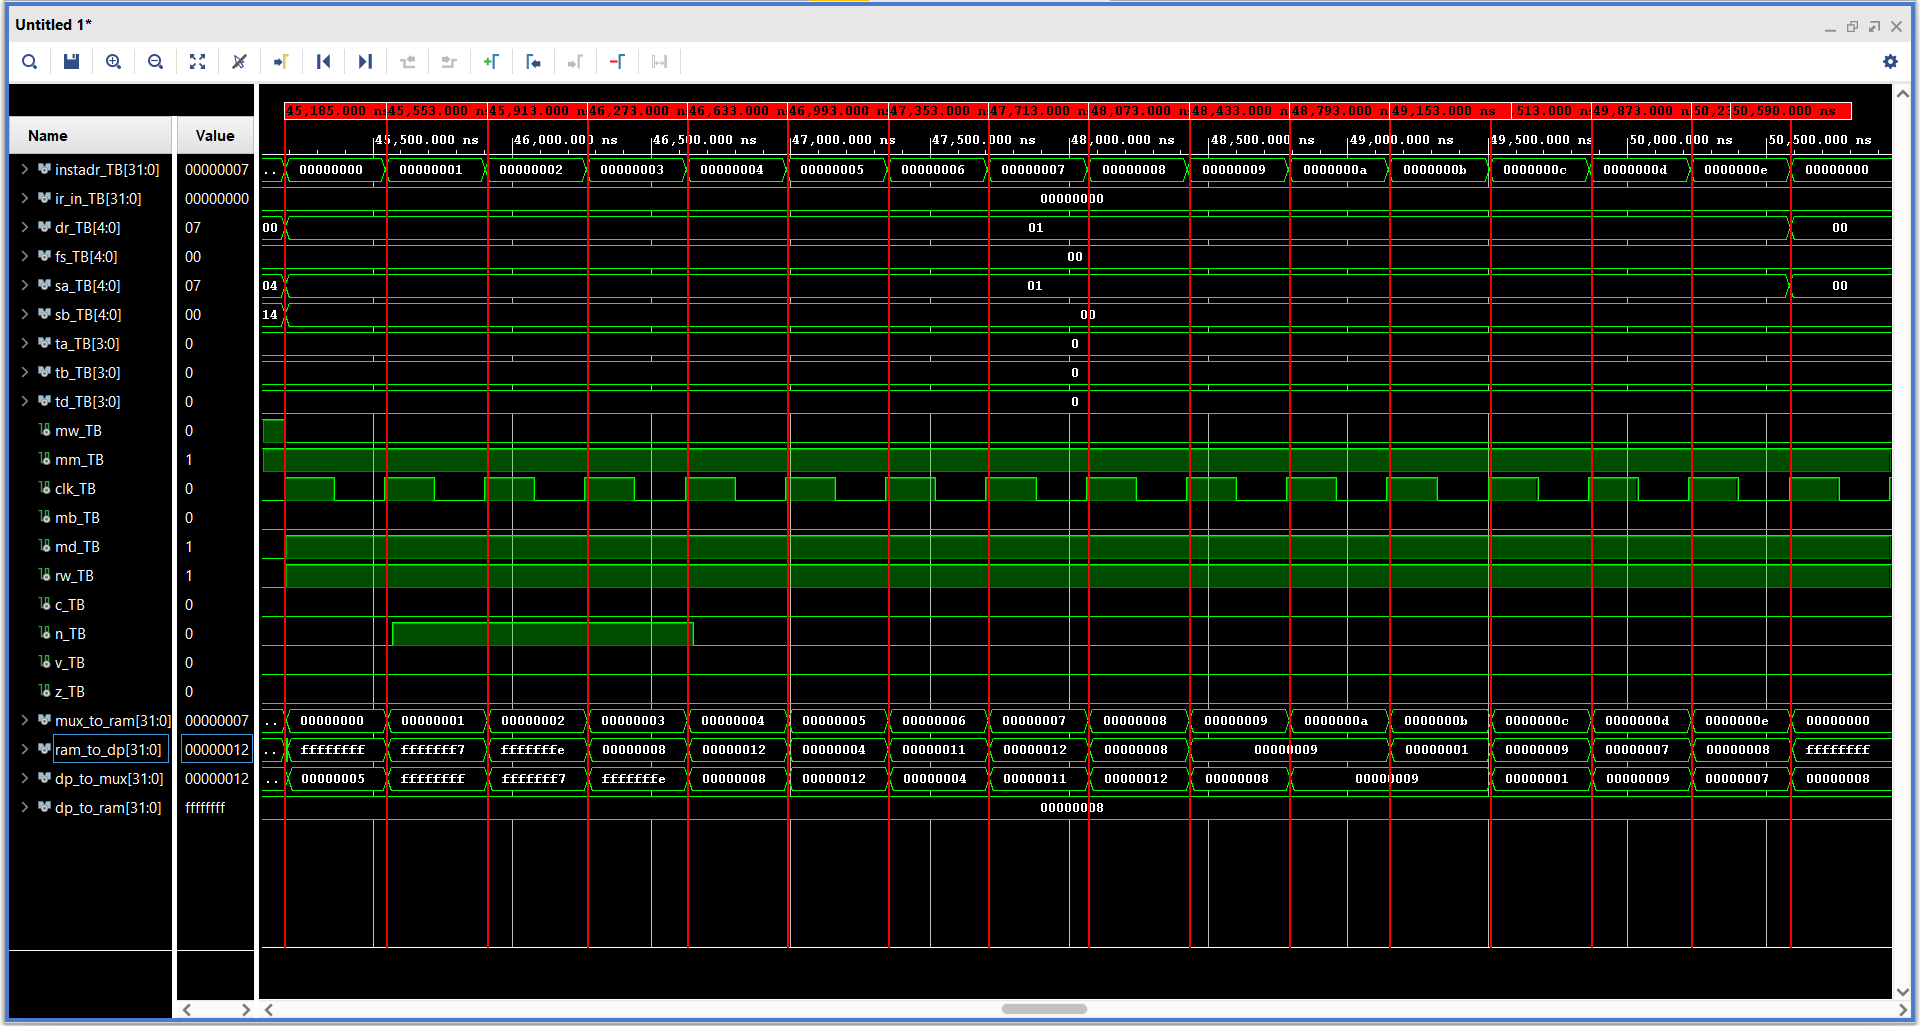 Untitled 1*
45,185.000 n 45,553.000 n 45,913.000 n 46,273.000 n 46,633.000 n 46,993.000 n 47,353.000 n 47,713.000 n 48,073.000 n 48,433.000 n 48,793.000 n 49,153.000 ns 513.000 n 49,873.000 n 50,23 50,590.000 ns
Name Value 45,500.000 ns 46,000.000 ns 46,500.000 ns 47,000.000 ns 47,500.000 ns 48,000.000 ns 48,500.000 ns 49,000.000 ns 49,500.000 ns 50,000.000 ns 50,500.000 ns
instadr_TB[31:0] 00000007 .. 00000000 00000001 00000002 00000003 00000004 00000005 00000006 00000007 00000008 00000009 0000000a 0000000b 0000000c 0000000d 0000000e 00000000
ir_in_TB[31:0] 00000000 00000000
dr_TB[4:0] 07 00 01 00
fs_TB[4:0] 00 00
sa_TB[4:0] 07 04 01 00
sb_TB[4:0] 00 14 00
ta_TB[3:0] 0 0
tb_TB[3:0] 0 0
td_TB[3:0] 0 0
mw_TB 0
mm_TB 1
clk_TB 0
mb_TB 0
md_TB 1
rw_TB 1
c_TB 0
n_TB 0
v_TB 0
z_TB 0
mux_to_ram[31:0] 00000007 .. 00000000 00000001 00000002 00000003 00000004 00000005 00000006 00000007 00000008 00000009 0000000a 0000000b 0000000c 0000000d 0000000e 00000000
ram_to_dp[31:0] 00000012 .. ffffffff fffffff7 fffffffe 00000008 00000012 00000004 00000011 00000012 00000008 00000009 00000001 00000009 00000007 00000008 ffffffff
dp_to_mux[31:0] 00000012 .. 00000005 ffffffff fffffff7 fffffffe 00000008 00000012 00000004 00000011 00000012 00000008 00000009 00000001 00000009 00000007 00000008
dp_to_ram[31:0] ffffffff 00000008